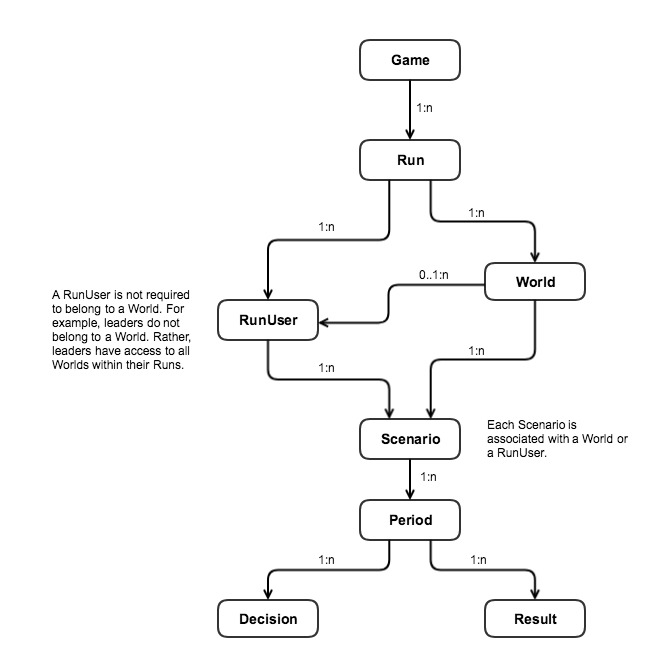 Game
1:n
Run
1:n
1:n
World
0..1:n
A RunUser is not required
to belong to a World. For
example, leaders do not
belong to a World. Rather,
leaders have access to all
Worlds within their Runs.
RunUser
1:n
1:n
Scenario
Each Scenario is
associated with a World or
a RunUser.
1:n
Period
1:n
1:n
Decision
Result